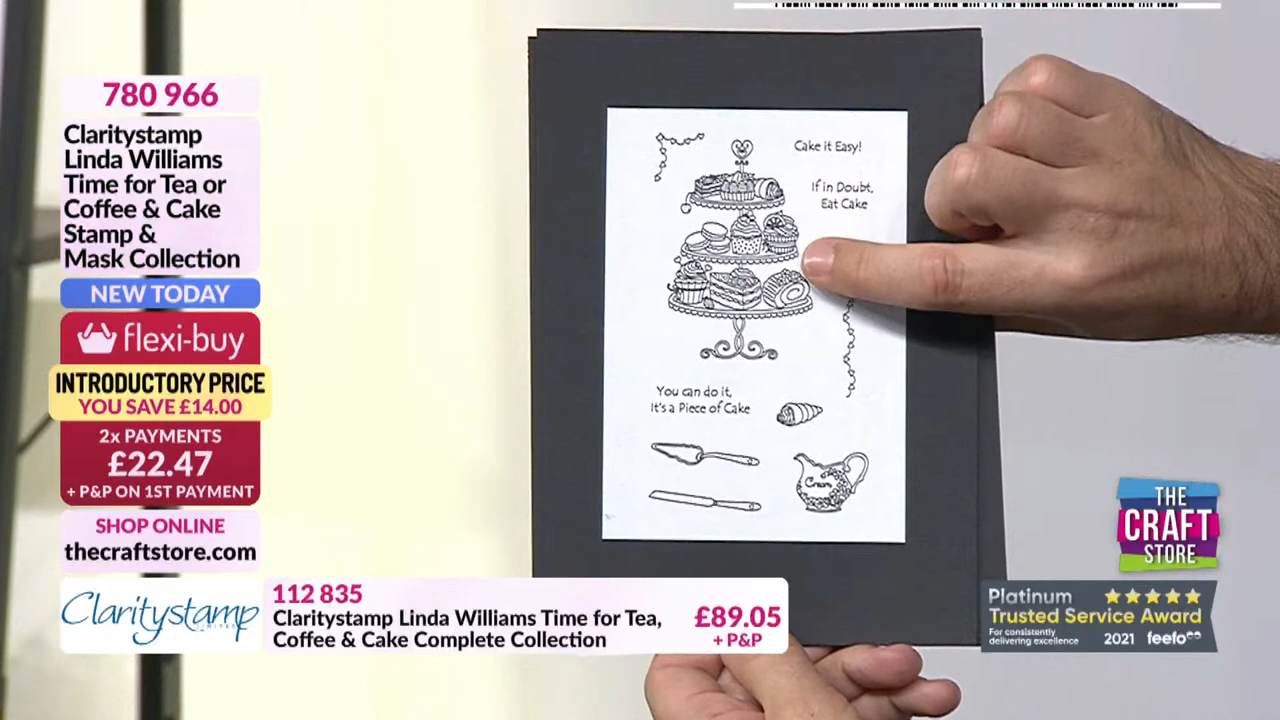 780 966
Claritystamp
Linda Williams
Time for Tea or
Coffee & Cake
Stamp &
Mask Collection
NEW TODAY
flexi-buy
INTRODUCTORY PRICE
YOU SAVE £14.00
2x PAYMENTS
£22.47
+ P&P ON 1ST PAYMENT
SHOP ONLINE
thecraftstore.com
Cake it Easy!
If in Doubt,
Eat Cake
You can do it,
It's a Piece of Cake
Cream
THE
CRAFT
STORE
Claritystamp
LIMITED
112 835
Claritystamp Linda Williams Time for Tea,
Coffee & Cake Complete Collection
£89.05
+ P&P
Platinum
Trusted Service Award
For consistently
delivering excellence
2021 feefo